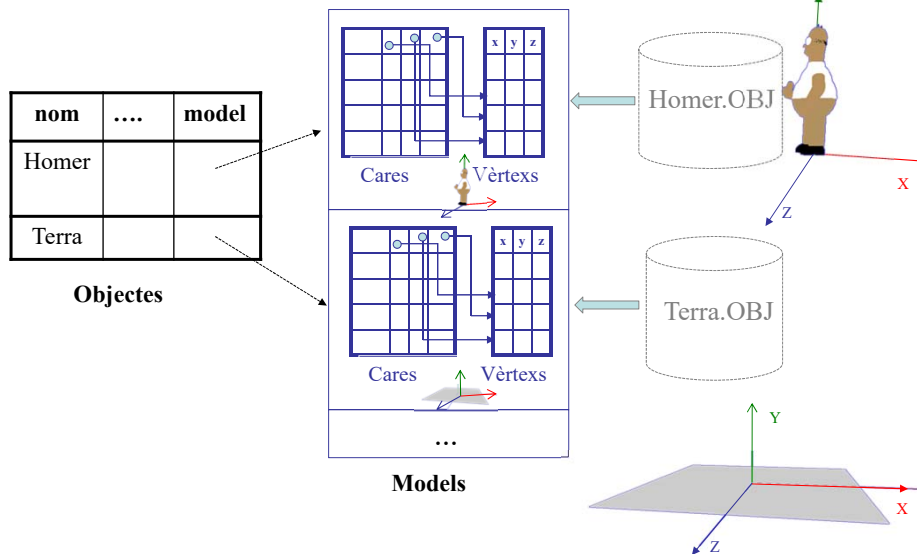 nom …. model
Homer
Terra
Objectes
x y z
Cares Vèrtexs
x y z
Cares Vèrtexs
…
Models
Homer.OBJ
X
Z
Terra.OBJ
Y
X
Z